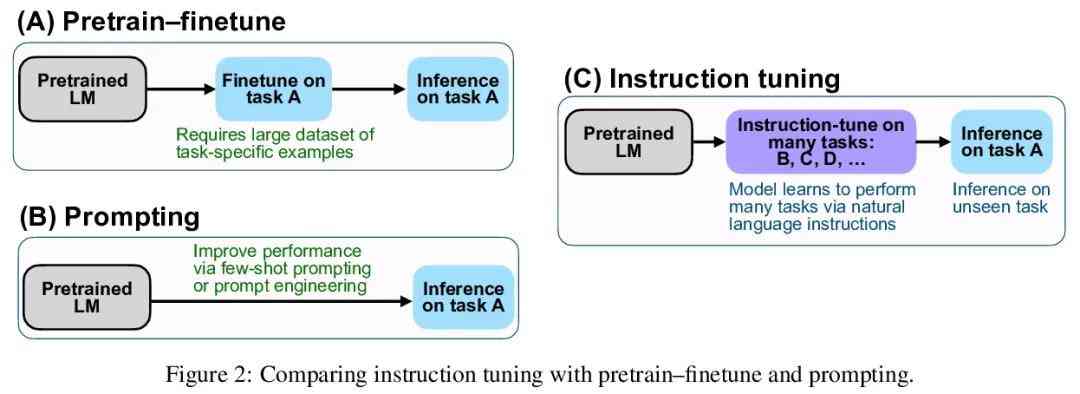 (A) Pretrain–finetune
Pretrained
LM
Finetune on
task A
Inference
on task A
Requires large dataset of
task-specific examples
(B) Prompting
Improve performance
via few-shot prompting
or prompt engineering
Pretrained
LM
Inference
on task A
(C) Instruction tuning
Pretrained
LM
Instruction-tune on
many tasks:
B, C, D, …
Inference
on task A
Model learns to perform
many tasks via natural
language instructions
Inference on
unseen task
Figure 2: Comparing instruction tuning with pretrain–finetune and prompting.